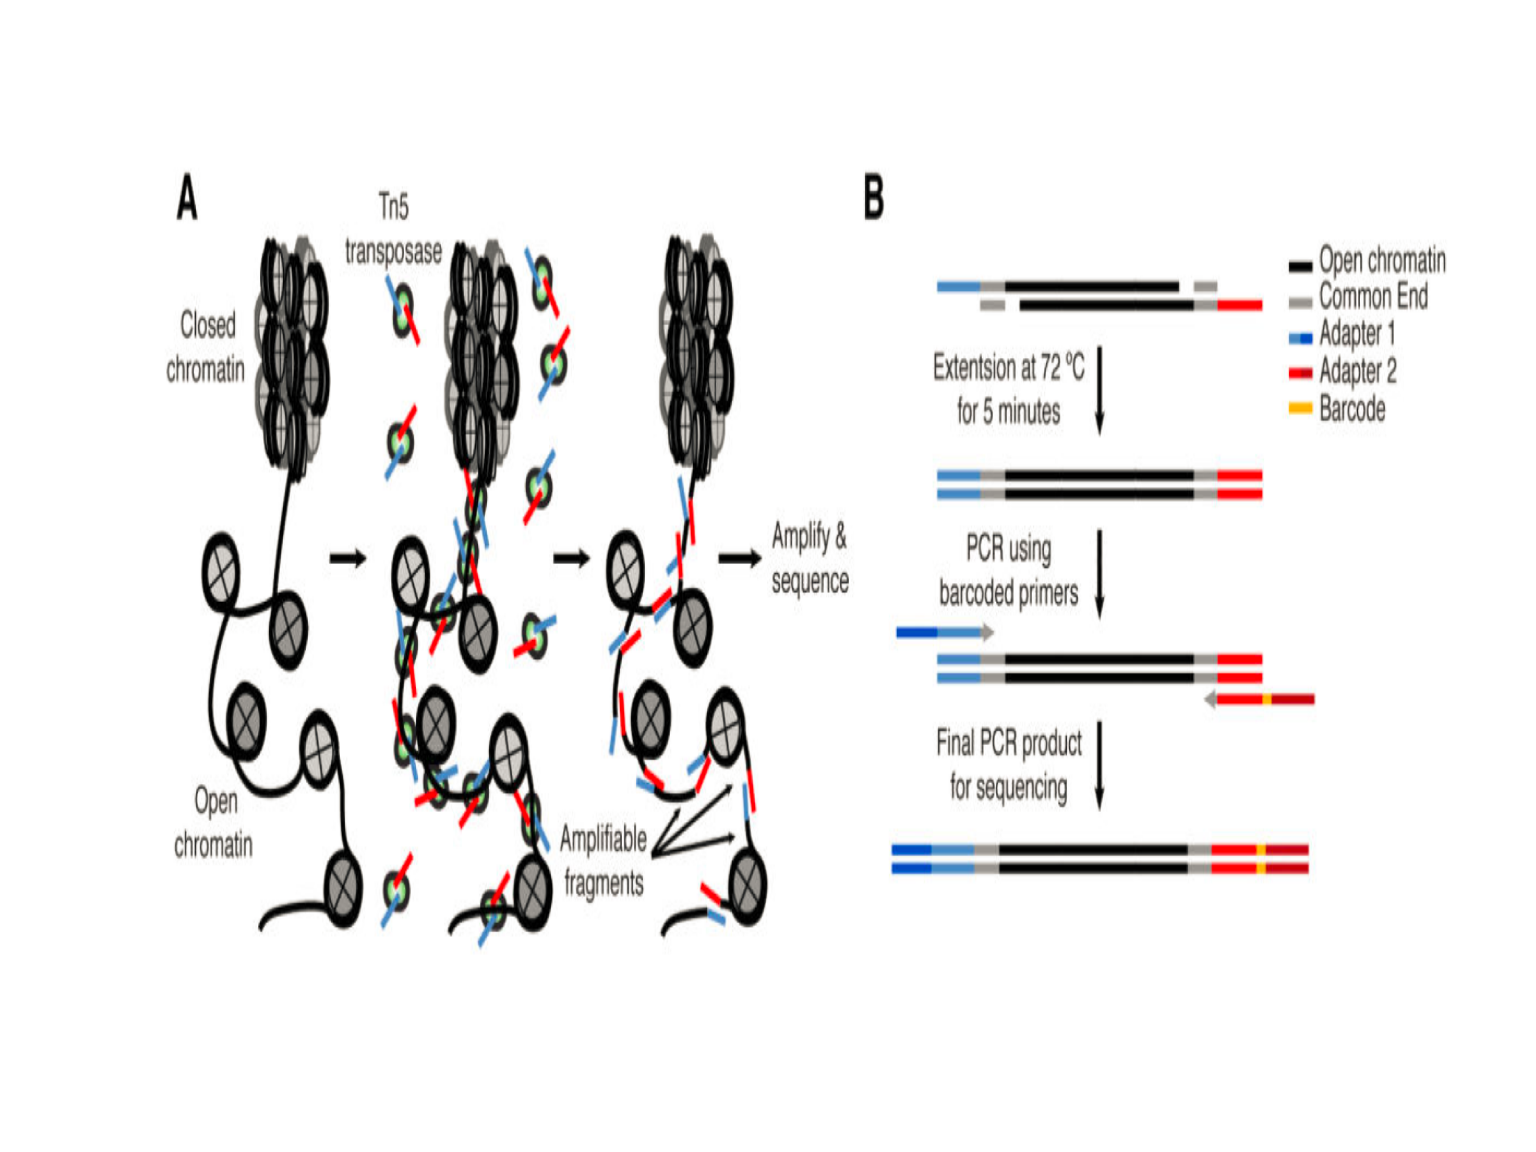 A
Tn5
transposase
Closed
chromatin
Open
chromatin
Amplifiable
fragments
Amplify &
sequence
B
Open chromatin
Common End
Adapter 1
Adapter 2
Barcode
Extentsion at 72 ºC
for 5 minutes
PCR using
barcoded primers
Final PCR product
for sequencing